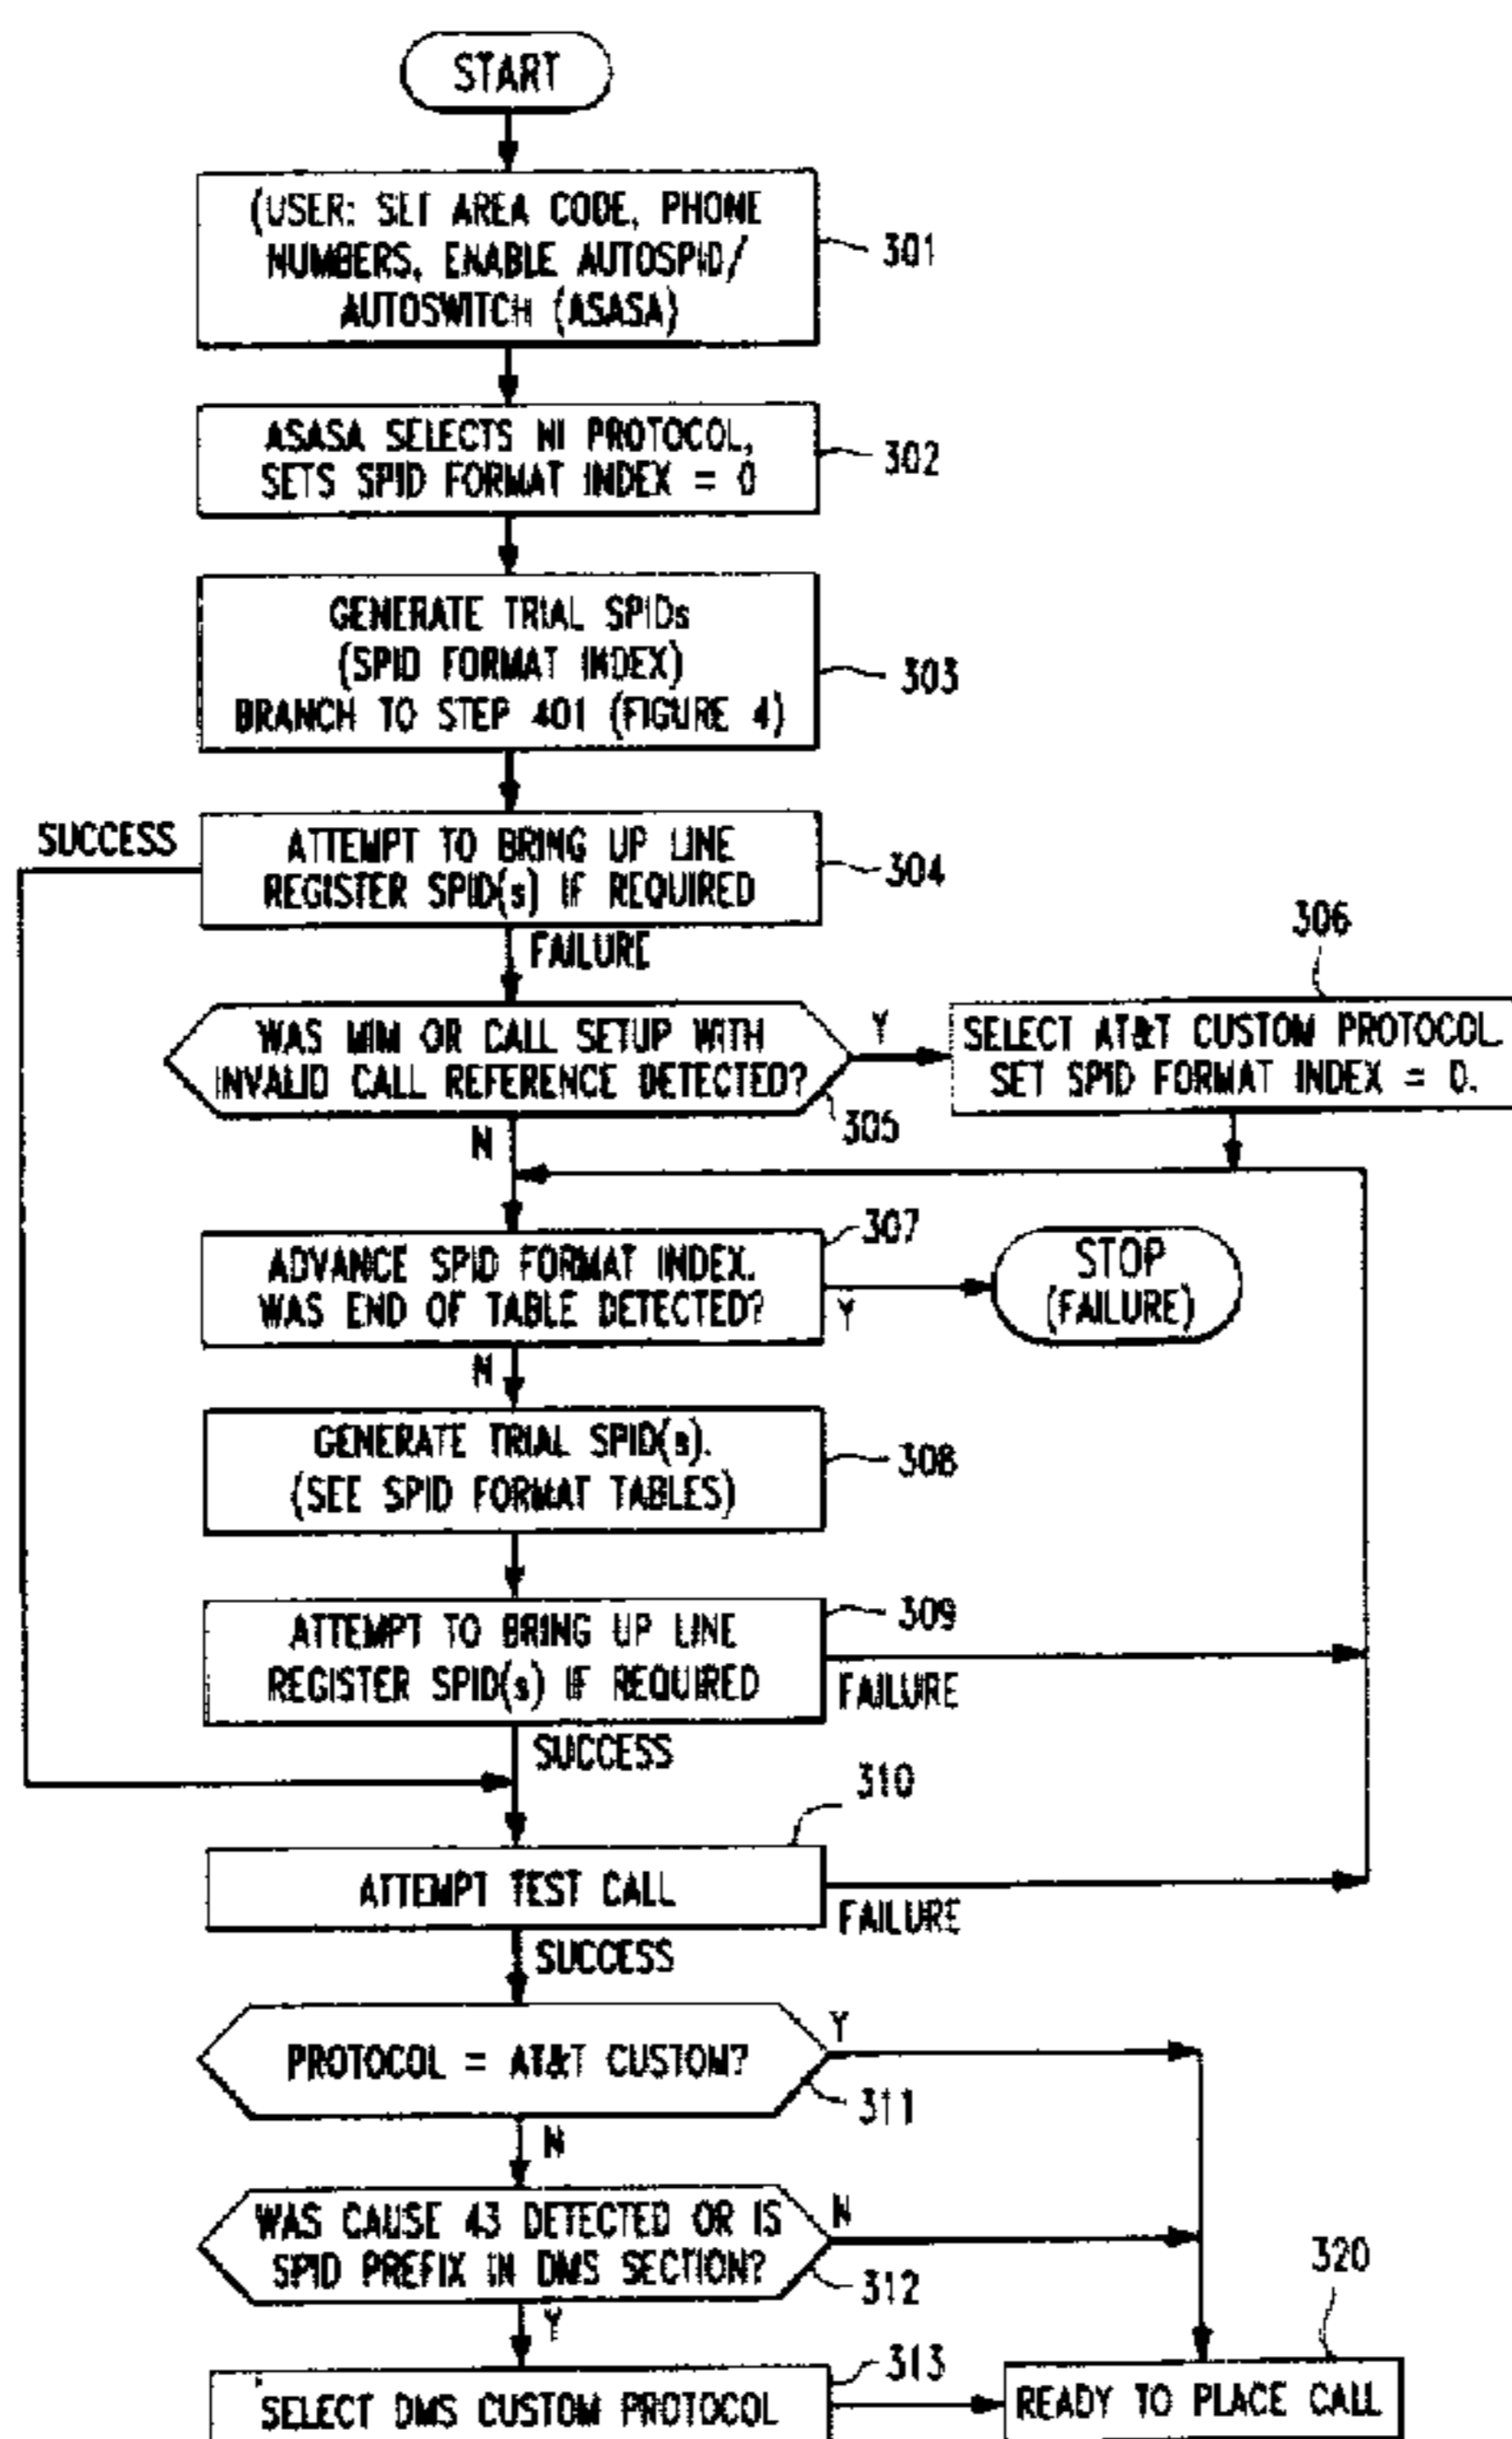 START
(USER: SET AREA CODE, PHONE
NUMBERS, ENABLE AUTOSPID/
AUTOSWITCH (ASASA)
301
ASASA SELECTS NI PROTOCOL,
SETS SPID FORMAT INDEX = 0
302
GENERATE TRIAL SPIDs
(SPID FORMAT INDEX)
BRANCH TO STEP 401 (FIGURE 4)
303
SUCCESS
ATTEMPT TO BRING UP LINE
REGISTER SPID(s) IF REQUIRED
304
FAILURE
WAS MIM OR CALL SETUP WITH
INVALID CALL REFERENCE DETECTED?
305
Y
306
SELECT AT&T CUSTOM PROTOCOL.
SET SPID FORMAT INDEX = 0.
N
ADVANCE SPID FORMAT INDEX.
WAS END OF TABLE DETECTED?
307
Y
STOP
(FAILURE)
N
GENERATE TRIAL SPID(s).
(SEE SPID FORMAT TABLES)
308
ATTEMPT TO BRING UP LINE
REGISTER SPID(s) IF REQUIRED
309
FAILURE
SUCCESS
310
ATTEMPT TEST CALL
FAILURE
SUCCESS
PROTOCOL = AT&T CUSTOM?
Y
311
N
WAS CAUSE 43 DETECTED OR IS
SPID PREFIX IN DMS SECTION?
N
312
Y
320
313
SELECT DMS CUSTOM PROTOCOL
READY TO PLACE CALL